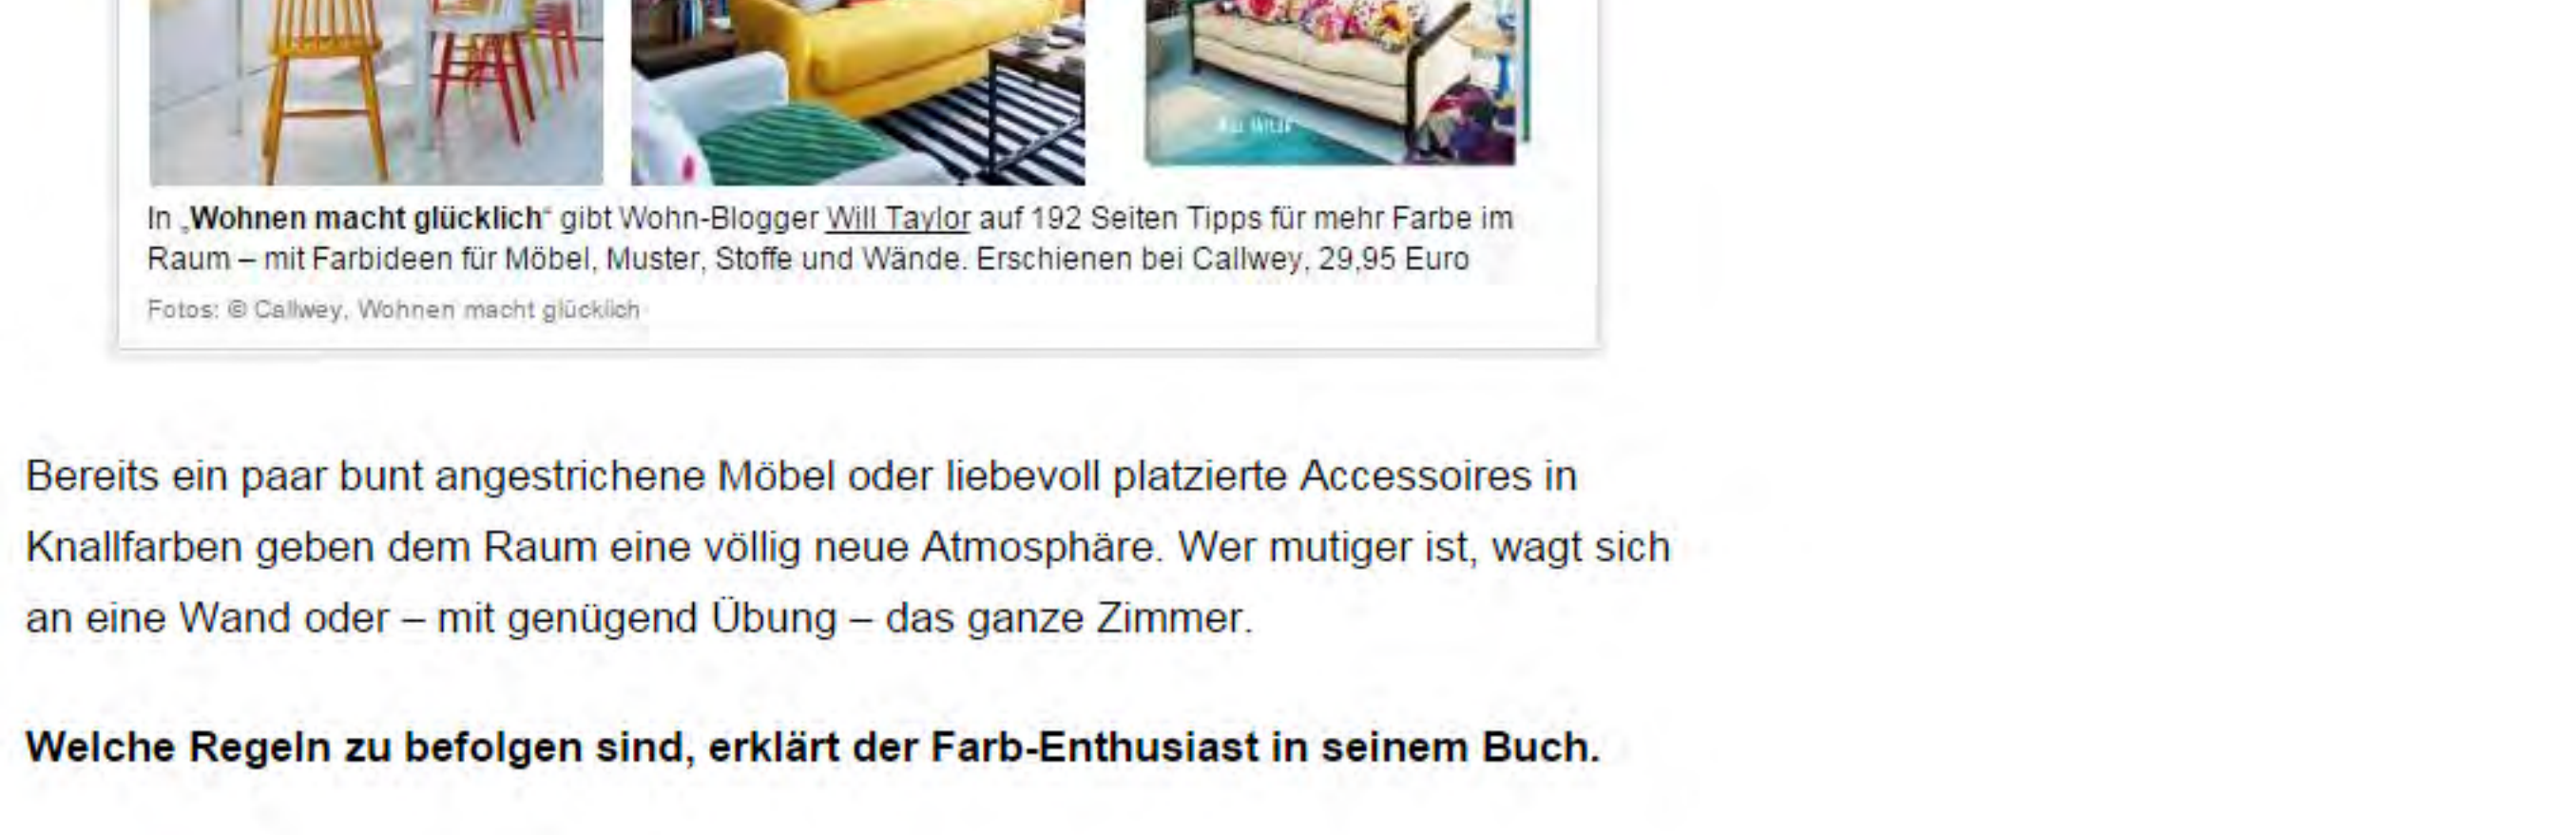 In „Wohnen macht glücklich“ gibt Wohn-Blogger Will Taylor auf 192 Seiten Tipps für mehr Farbe im
Raum – mit Farbideen für Möbel, Muster, Stoffe und Wände. Erschienen bei Callwey, 29,95 Euro
Fotos: © Callwey, Wohnen macht glücklich
Bereits ein paar bunt angestrichene Möbel oder liebevoll platzierte Accessoires in
Knallfarben geben dem Raum eine völlig neue Atmosphäre. Wer mutiger ist, wagt sich
an eine Wand oder – mit genügend Übung – das ganze Zimmer.
Welche Regeln zu befolgen sind, erklärt der Farb-Enthusiast in seinem Buch.